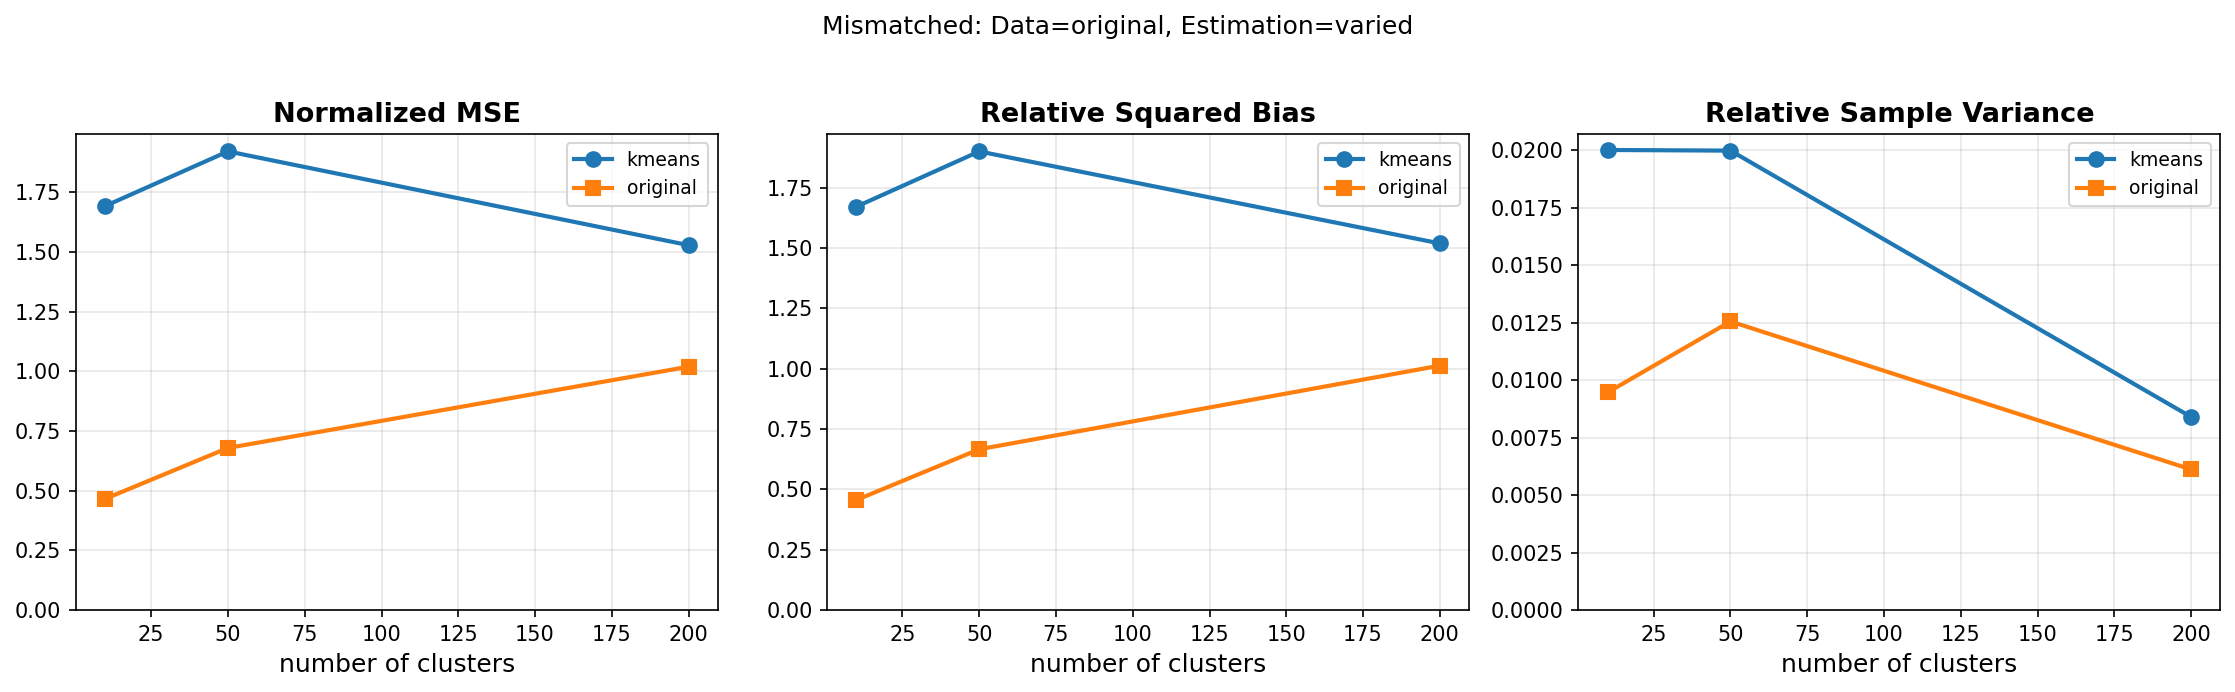 Mismatched: Data=original, Estimation=varied
Normalized MSE
kmeans
original
1.75
1.50
1.25
1.00
0.75
0.50
0.25
0.00
25 50 75 100 125 150 175 200
number of clusters
Relative Squared Bias
kmeans
original
1.75
1.50
1.25
1.00
0.75
0.50
0.25
0.00
25 50 75 100 125 150 175 200
number of clusters
Relative Sample Variance
kmeans
original
0.0200
0.0175
0.0150
0.0125
0.0100
0.0075
0.0050
0.0025
0.0000
25 50 75 100 125 150 175 200
number of clusters